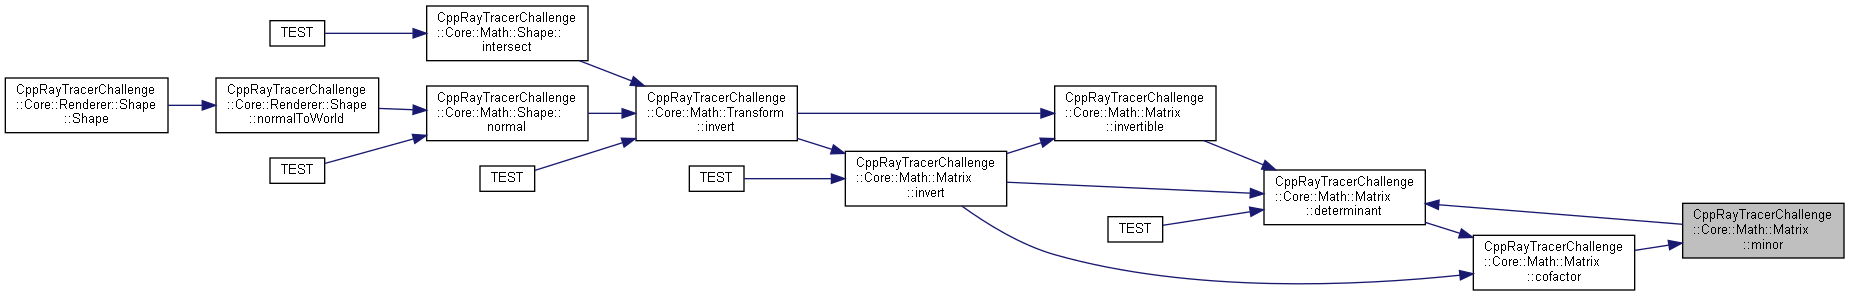 CppRayTracerChallenge
::Core::Renderer::Shape
::Shape
CppRayTracerChallenge
::Core::Renderer::Shape
::normalToWorld
TEST
TEST
CppRayTracerChallenge
::Core::Math::Shape::
intersect
CppRayTracerChallenge
::Core::Math::Shape::
normal
TEST
CppRayTracerChallenge
::Core::Math::Transform
::invert
TEST
CppRayTracerChallenge
::Core::Math::Matrix
::invert
CppRayTracerChallenge
::Core::Math::Matrix
::invertible
TEST
CppRayTracerChallenge
::Core::Math::Matrix
::determinant
CppRayTracerChallenge
::Core::Math::Matrix
::cofactor
CppRayTracerChallenge
::Core::Math::Matrix
::minor